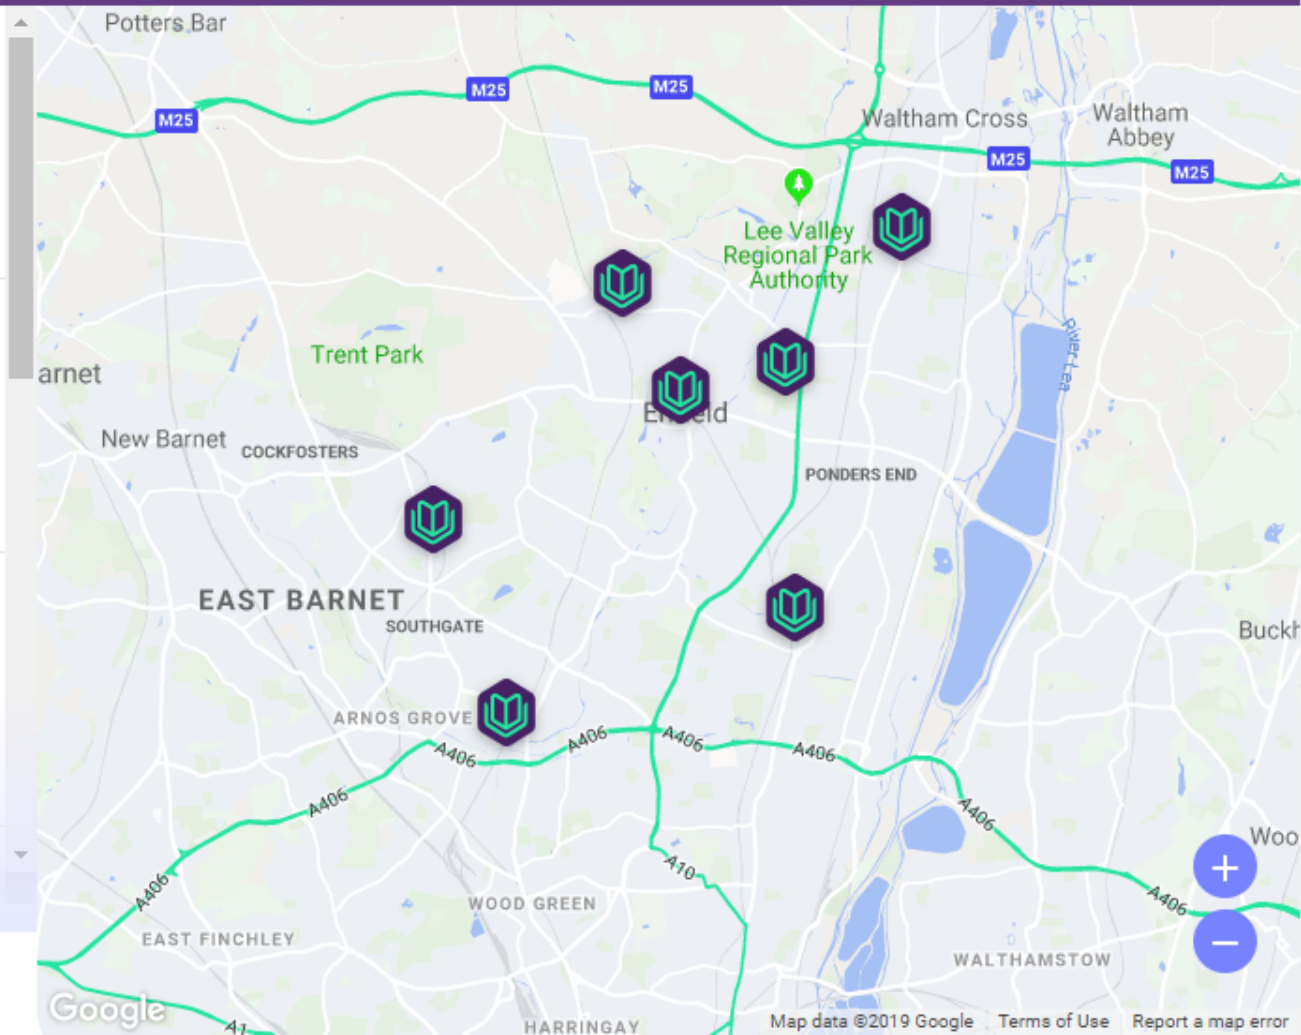 Potters Bar
M25
M25
M25
Waltham Cross
Waltham
Abbey
M25
M25
Lee Valley
Regional Park
Authority
River Lea
Trent Park
arnet
New Barnet
COCKFOSTERS
Enfield
PONDERS END
EAST BARNET
SOUTHGATE
Buckh
ARNOS GROVE
A406
A406
A406
A406
A406
A406
A406
A406
A10
Woo
WOOD GREEN
EAST FINCHLEY
WALTHAMSTOW
Google
A1
HARRINGAY
Map data ©2019 Google
Terms of Use
Report a map error